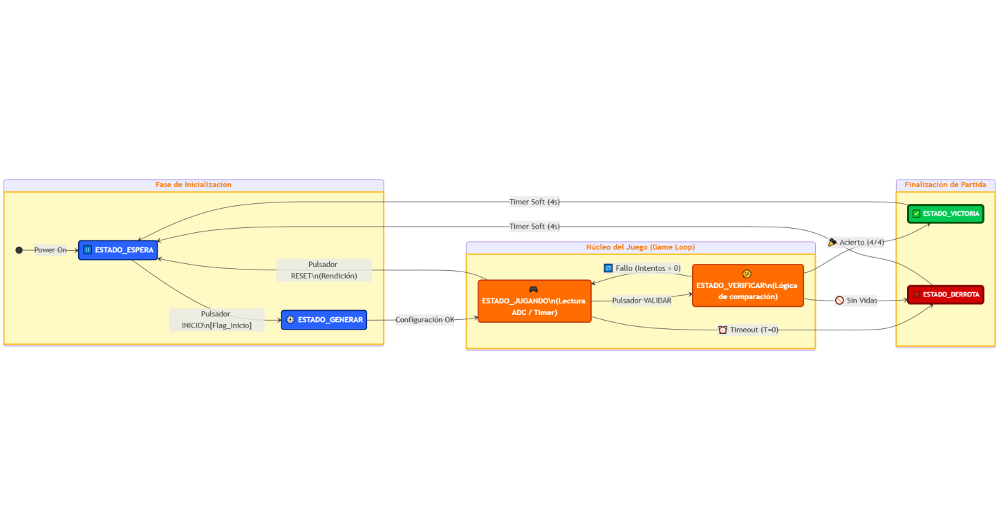 Fase de Inicialización
Finalización de Partida
Timer Soft (4s)
ESTADO_VICTORIA
Timer Soft (4s)
Acierto (4/4)
Power On
ESTADO_ESPERA
Núcleo del Juego (Game Loop)
Pulsador
RESET\n(Rendición)
Fallo (Intentos > 0)
ESTADO_VERIFICAR\n(Lógica
de comparación)
ESTADO_JUGANDO\n(Lectura
ADC / Timer)
Pulsador VALIDAR
Sin Vidas
ESTADO_DERROTA
Pulsador
INICIO\n[Flag_Inicio]
ESTADO_GENERAR
Configuración OK
Timeout (T=0)